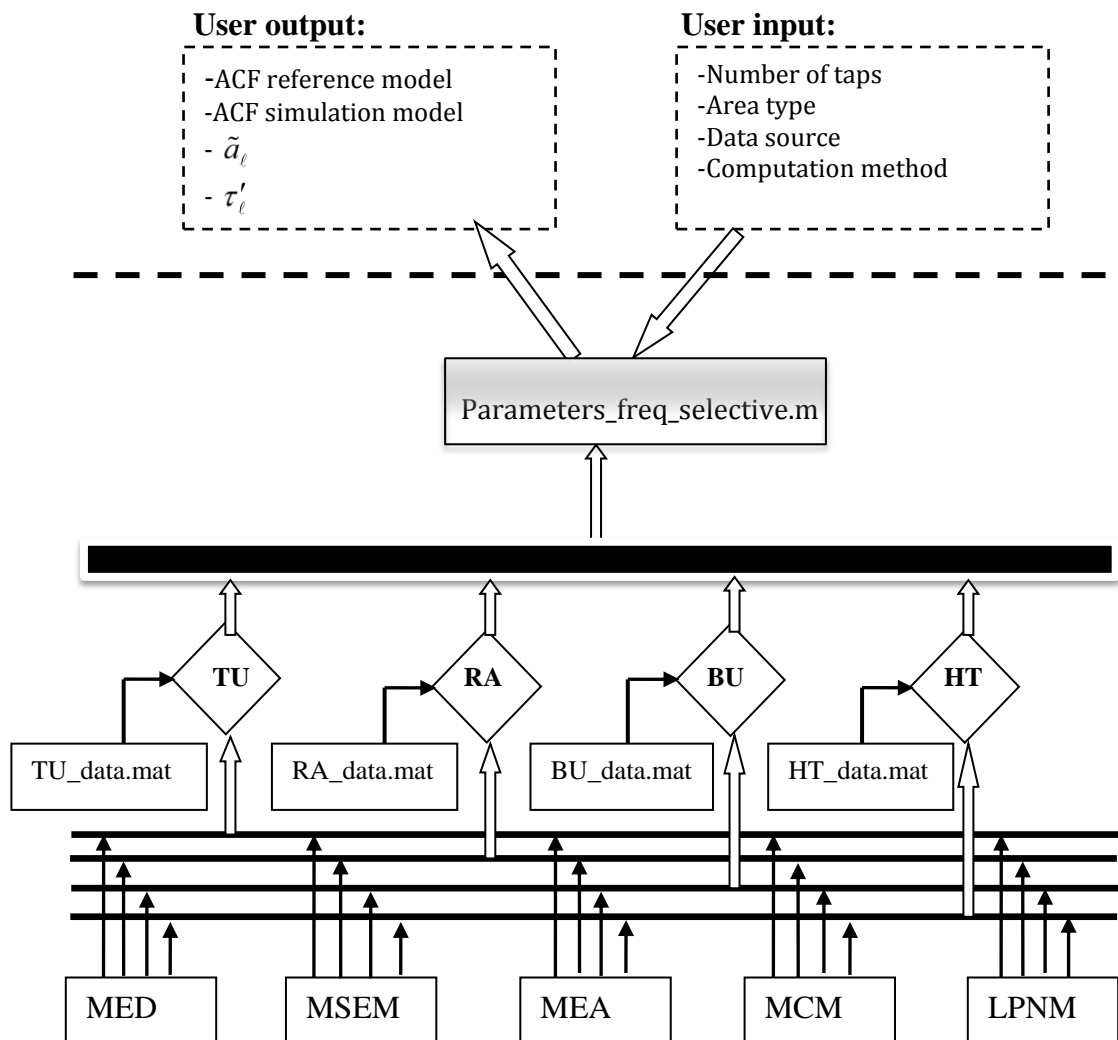 User output:
-ACF reference model
-ACF simulation model
- ã_ℓ
- τ′_ℓ
User input:
-Number of taps
-Area type
-Data source
-Computation method
Parameters_freq_selective.m
TU
RA
BU
HT
TU_data.mat
RA_data.mat
BU_data.mat
HT_data.mat
MED
MSEM
MEA
MCM
LPNM